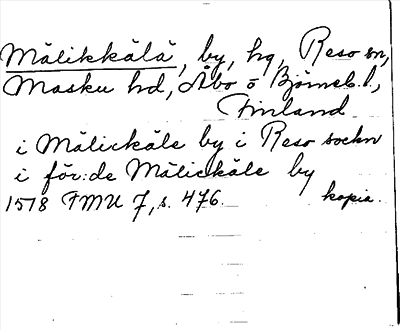 Mälikkälä, by, hg, Reso sn,
Masku hd, Åbo o Björneb. l.,
Finland
i Mälickäle by i Reso sockn
i för:de Mälickäle by
1578 FMU 7, s. 476. kopia.